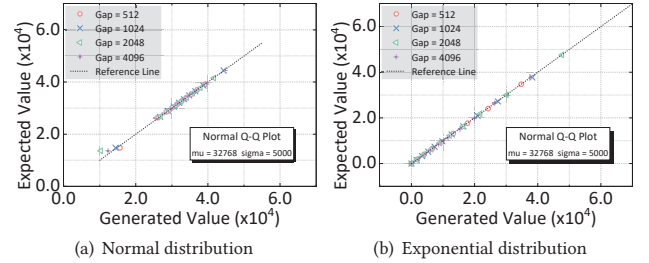 Expected Value (x10⁴)
6.0
4.0
2.0
0.0
Gap = 512
Gap = 1024
Gap = 2048
Gap = 4096
Reference Line
Normal Q-Q Plot
mu = 32768 sigma = 5000
0.0 2.0 4.0 6.0
Generated Value (x10⁴)
(a) Normal distribution
Expected Value (x10⁴)
6.0
4.0
2.0
0.0
Gap = 512
Gap = 1024
Gap = 2048
Gap = 4096
Reference Line
Normal Q-Q Plot
mu = 32768 sigma = 5000
0.0 2.0 4.0 6.0
Generated Value (x10⁴)
(b) Exponential distribution